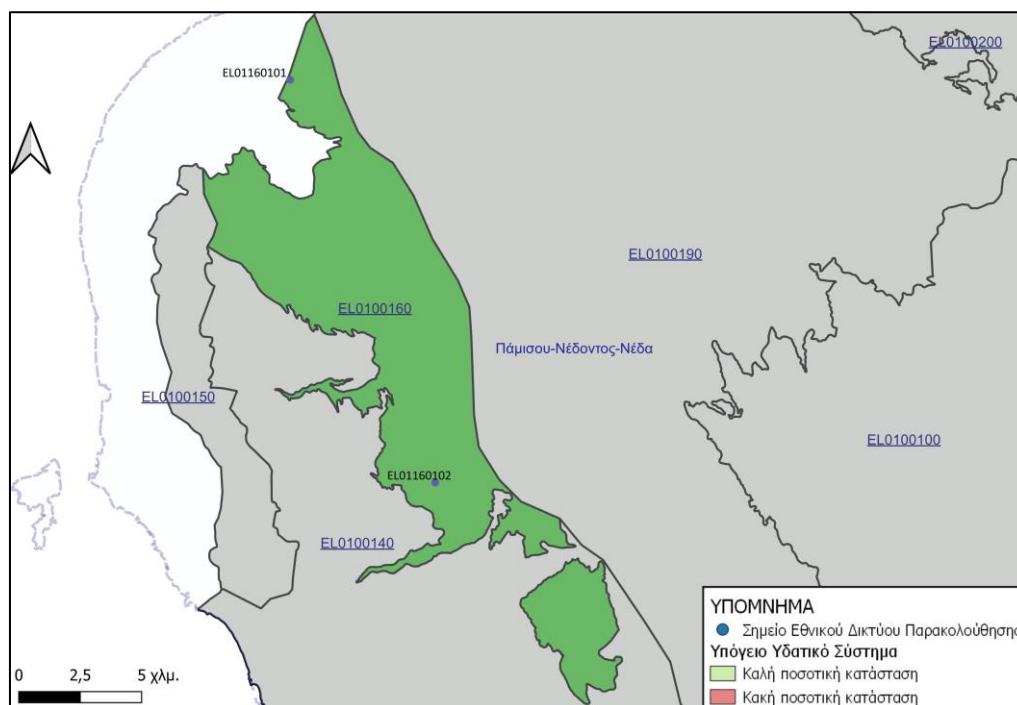 EL0100200
EL01160101
EL0100190
EL0100160
Πάμισου-Νέδοντος-Νέδα
EL0100150
EL0100100
EL01160102
EL0100140
ΥΠΟΜΝΗΜΑ
Σημείο Εθνικού Δικτύου Παρακολούθησης
Υπόγειο Υδατικό Σύστημα
Καλή ποσοτική κατάσταση
Κακή ποσοτική κατάσταση
0 2,5 5 χλμ.